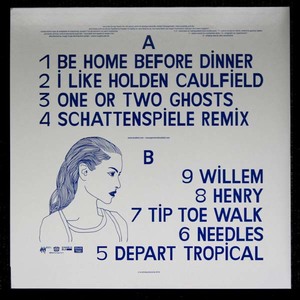 A
1 BE HOME BEFORE DINNER
2 I LIKE HOLDEN CAULFIELD
3 ONE OR TWO GHOSTS
4 SCHATTENSPIELE REMIX
B
9 WILLEM
8 HENRY
7 TIP TOE WALK
6 NEEDLES
5 DEPART TROPICAL